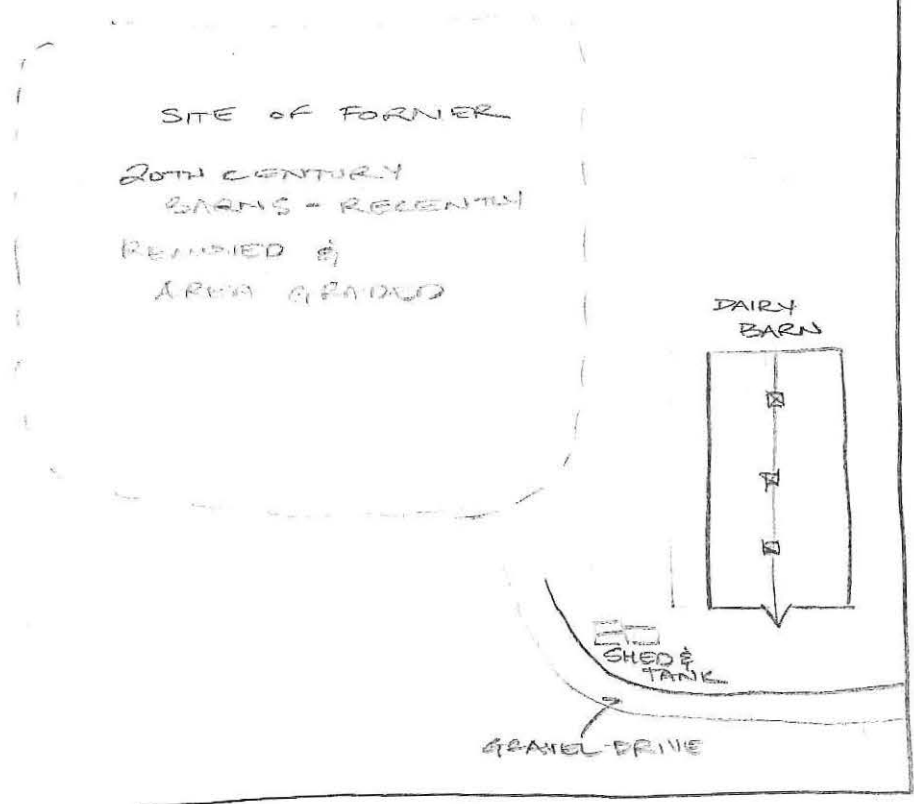 SITE OF FORMER
20TH CENTURY
BARNS - RECENTLY
REMOVED &
AREA GRADED
DAIRY
BARN
SHED &
TANK
GRAVEL DRIVE